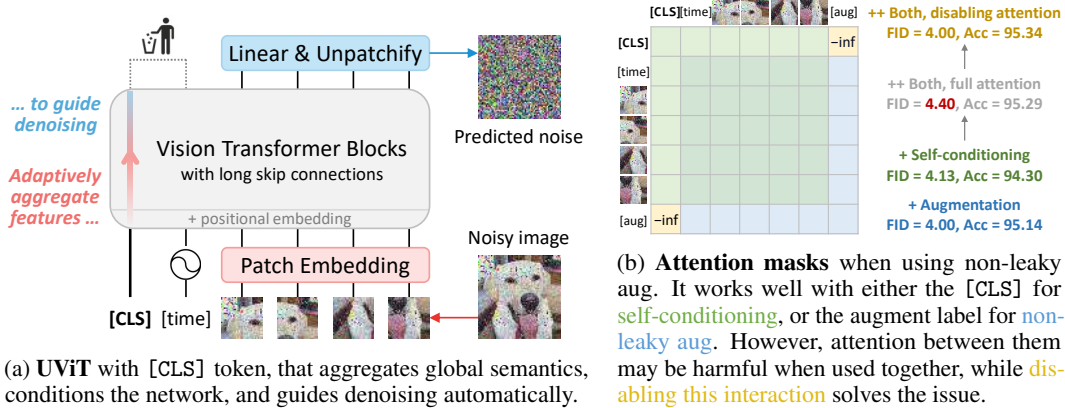 Linear & Unpatchify
... to guide
denoising
Predicted noise
Vision Transformer Blocks
with long skip connections
Adaptively
aggregate
features ...
+ positional embedding
Patch Embedding
Noisy image
[CLS] [time]
(a) UViT with [CLS] token, that aggregates global semantics,
conditions the network, and guides denoising automatically.
[CLS] [time] [aug]
[CLS] −inf
[time]
[aug] −inf
++ Both, disabling attention
FID = 4.00, Acc = 95.34
++ Both, full attention
FID = 4.40, Acc = 95.29
+ Self-conditioning
FID = 4.13, Acc = 94.30
+ Augmentation
FID = 4.00, Acc = 95.14
(b) Attention masks when using non-leaky
aug. It works well with either the [CLS] for
self-conditioning, or the augment label for non-
leaky aug. However, attention between them
may be harmful when used together, while dis-
abling this interaction solves the issue.